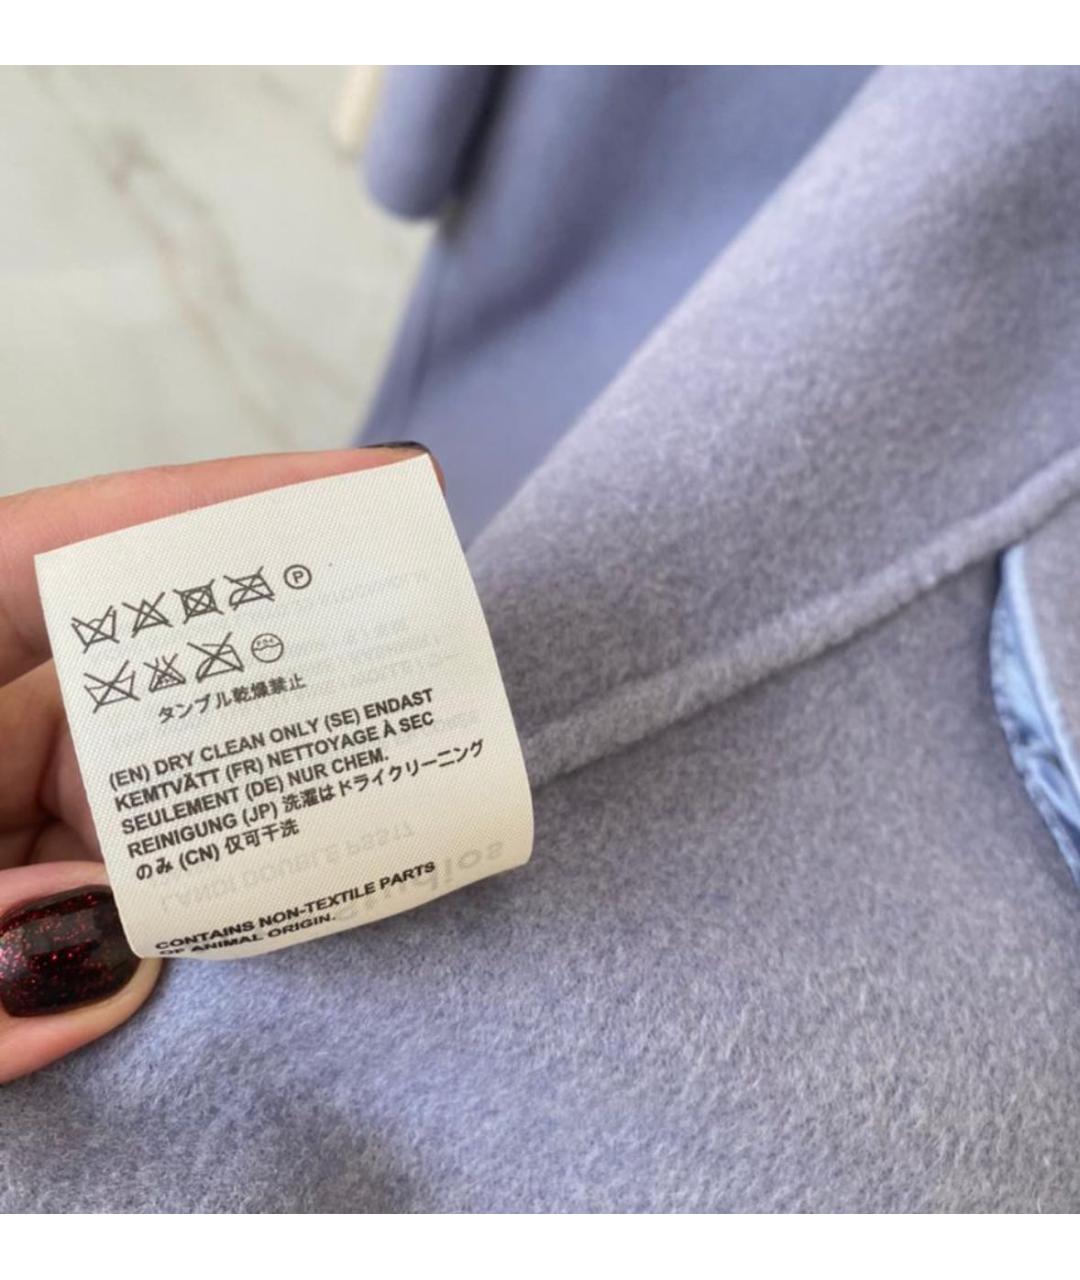 P
タンブル乾燥禁止
(EN) DRY CLEAN ONLY (SE) ENDAST
KEMTVÄTT (FR) NETTOYAGE À SEC
SEULEMENT (DE) NUR CHEM.
REINIGUNG (JP) 洗濯はドライクリーニング
のみ (CN) 仅可干洗
CONTAINS NON-TEXTILE PARTS
OF ANIMAL ORIGIN.